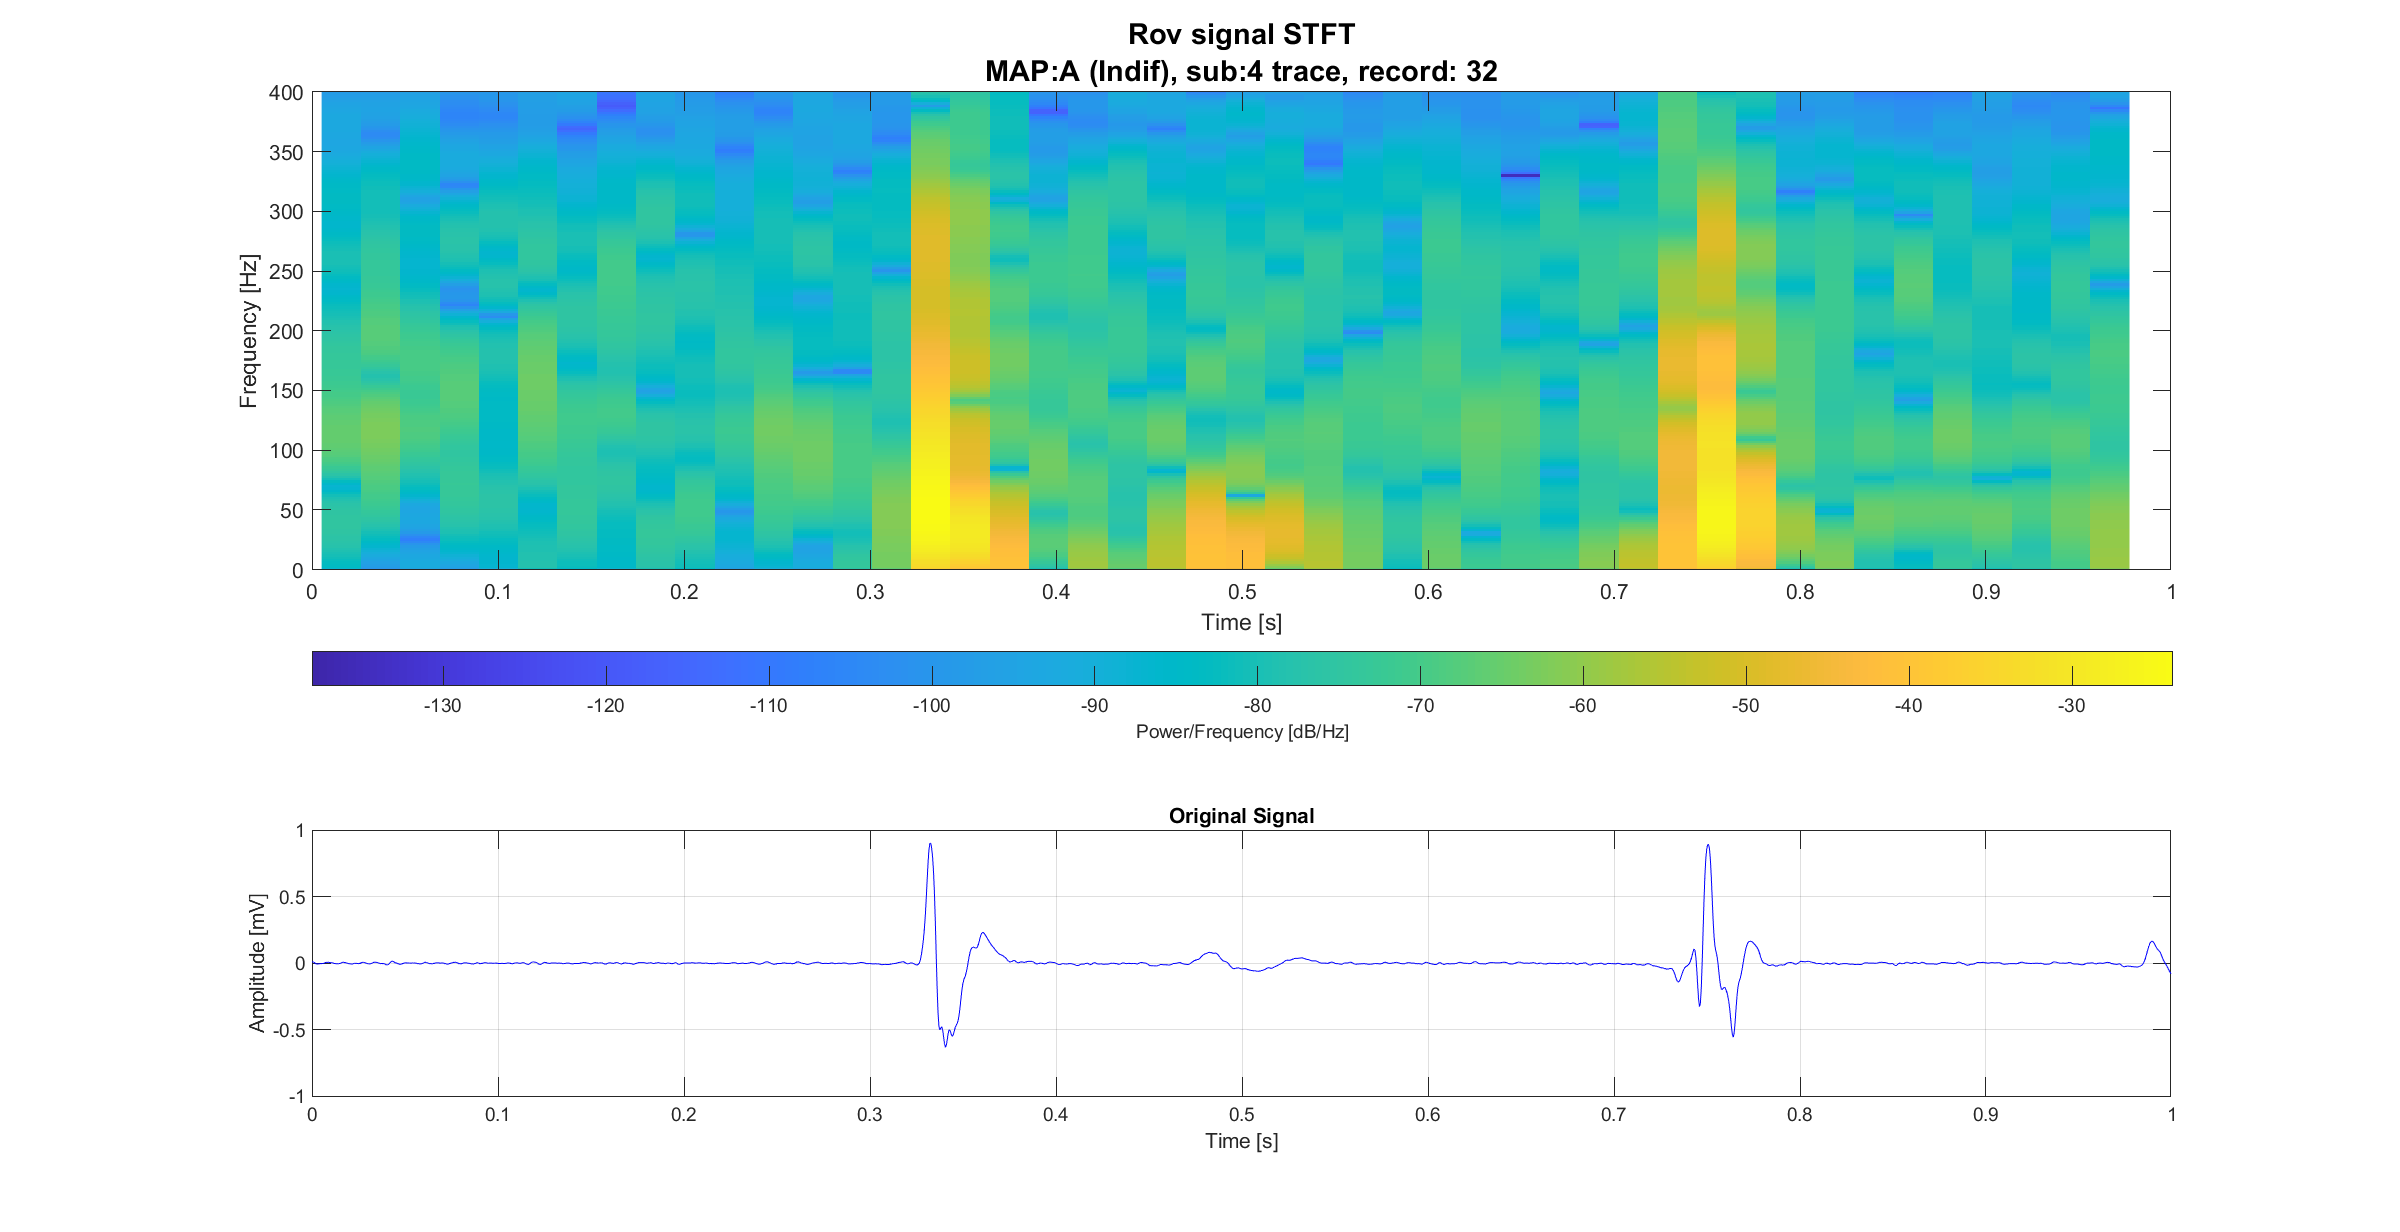 Rov signal STFT
MAP:A (Indif), sub:4 trace, record: 32
Frequency [Hz]
400
350
300
250
200
150
100
50
0
0 0.1 0.2 0.3 0.4 0.5 0.6 0.7 0.8 0.9 1
Time [s]
-130 -120 -110 -100 -90 -80 -70 -60 -50 -40 -30
Power/Frequency [dB/Hz]
Original Signal
Amplitude [mV]
1
0.5
0
-0.5
-1
0 0.1 0.2 0.3 0.4 0.5 0.6 0.7 0.8 0.9 1
Time [s]